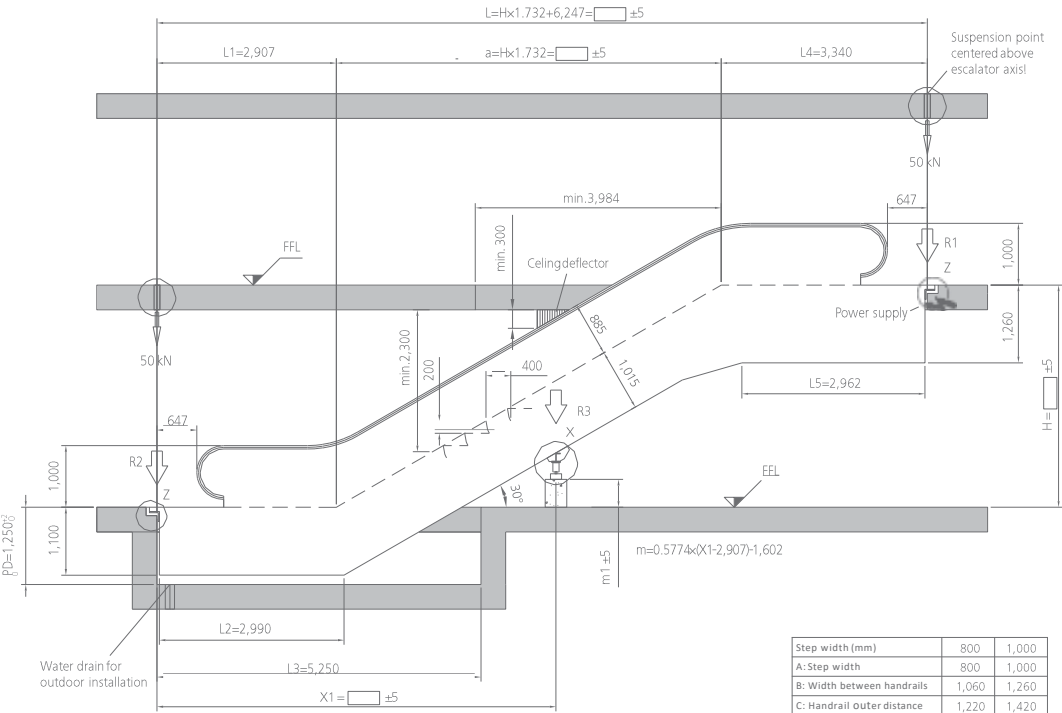 L=H×1.732+6,247= ±5
L1=2,907
a=H×1.732= ±5
L4=3,340
Suspension point
centered above
escalator axis!
50 kN
min.3,984
647
min. 300
FFL
Celingdeflector
R1
Z
1,000
Power supply
1,260
50 kN
min.2,300
200
400
885
1,015
L5=2,962
H= ±5
647
R3
X
R2
Z
1,000
30°
FFL
PD=1,250
1,100
m1 ±5
m=0.5774×(X1-2,907)-1,602
L2=2,990
Water drain for
outdoor installation
L3=5,250
X1 = ±5
Step width (mm) 800 1,000
A: Step width 800 1,000
B: Width between handrails 1,060 1,260
C: Handrail outer distance 1,220 1,420